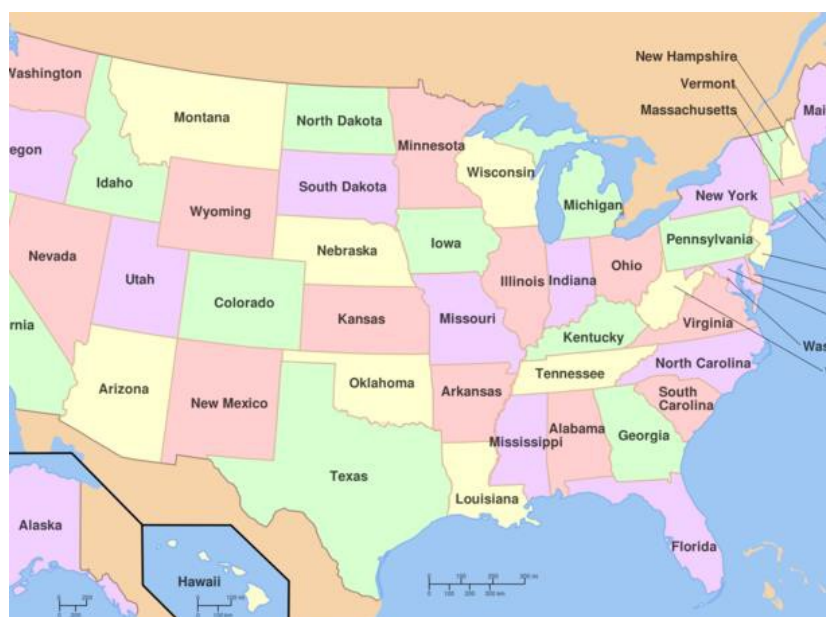 New Hampshire
Vermont
Massachusetts
Washington
Montana
North Dakota
Minnesota
Mai
egon
Idaho
Wyoming
South Dakota
Wisconsin
Michigan
New York
Nevada
Utah
Colorado
Nebraska
Iowa
Illinois
Indiana
Ohio
Pennsylvania
rnia
Kansas
Missouri
Kentucky
Virginia
Was
Arizona
New Mexico
Oklahoma
Arkansas
Tennessee
North Carolina
South
Carolina
Texas
Louisiana
Mississippi
Alabama
Georgia
Florida
Alaska
Hawaii